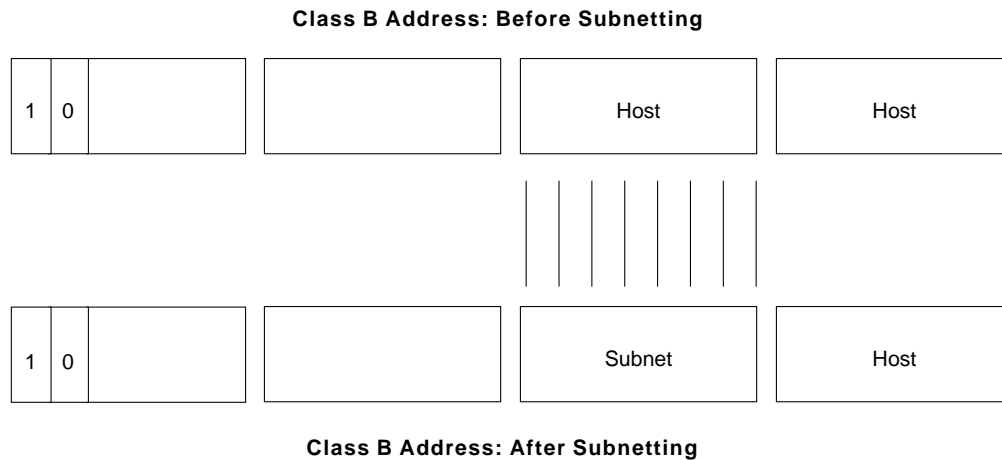 Class B Address: Before Subnetting
1 0 Host Host
1 0 Subnet Host
Class B Address: After Subnetting